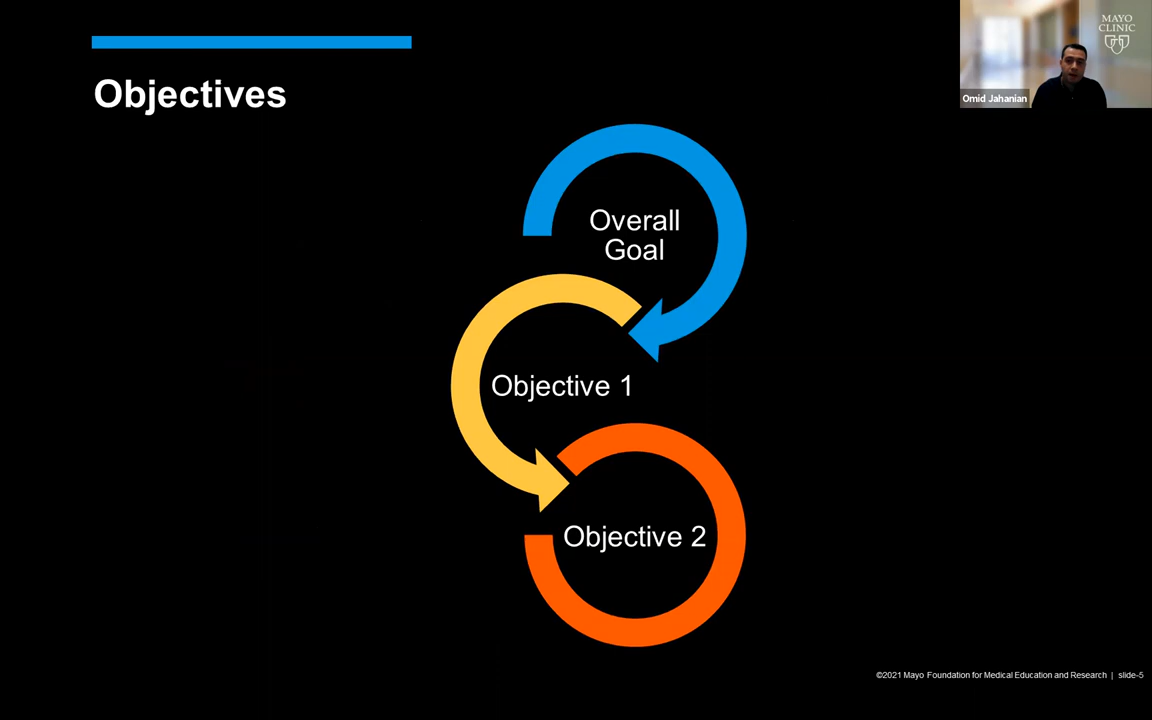 MAYO
CLINIC
Omid Jahanian
Objectives
Overall
Goal
Objective 1
Objective 2
©2021 Mayo Foundation for Medical Education and Research | slide-5